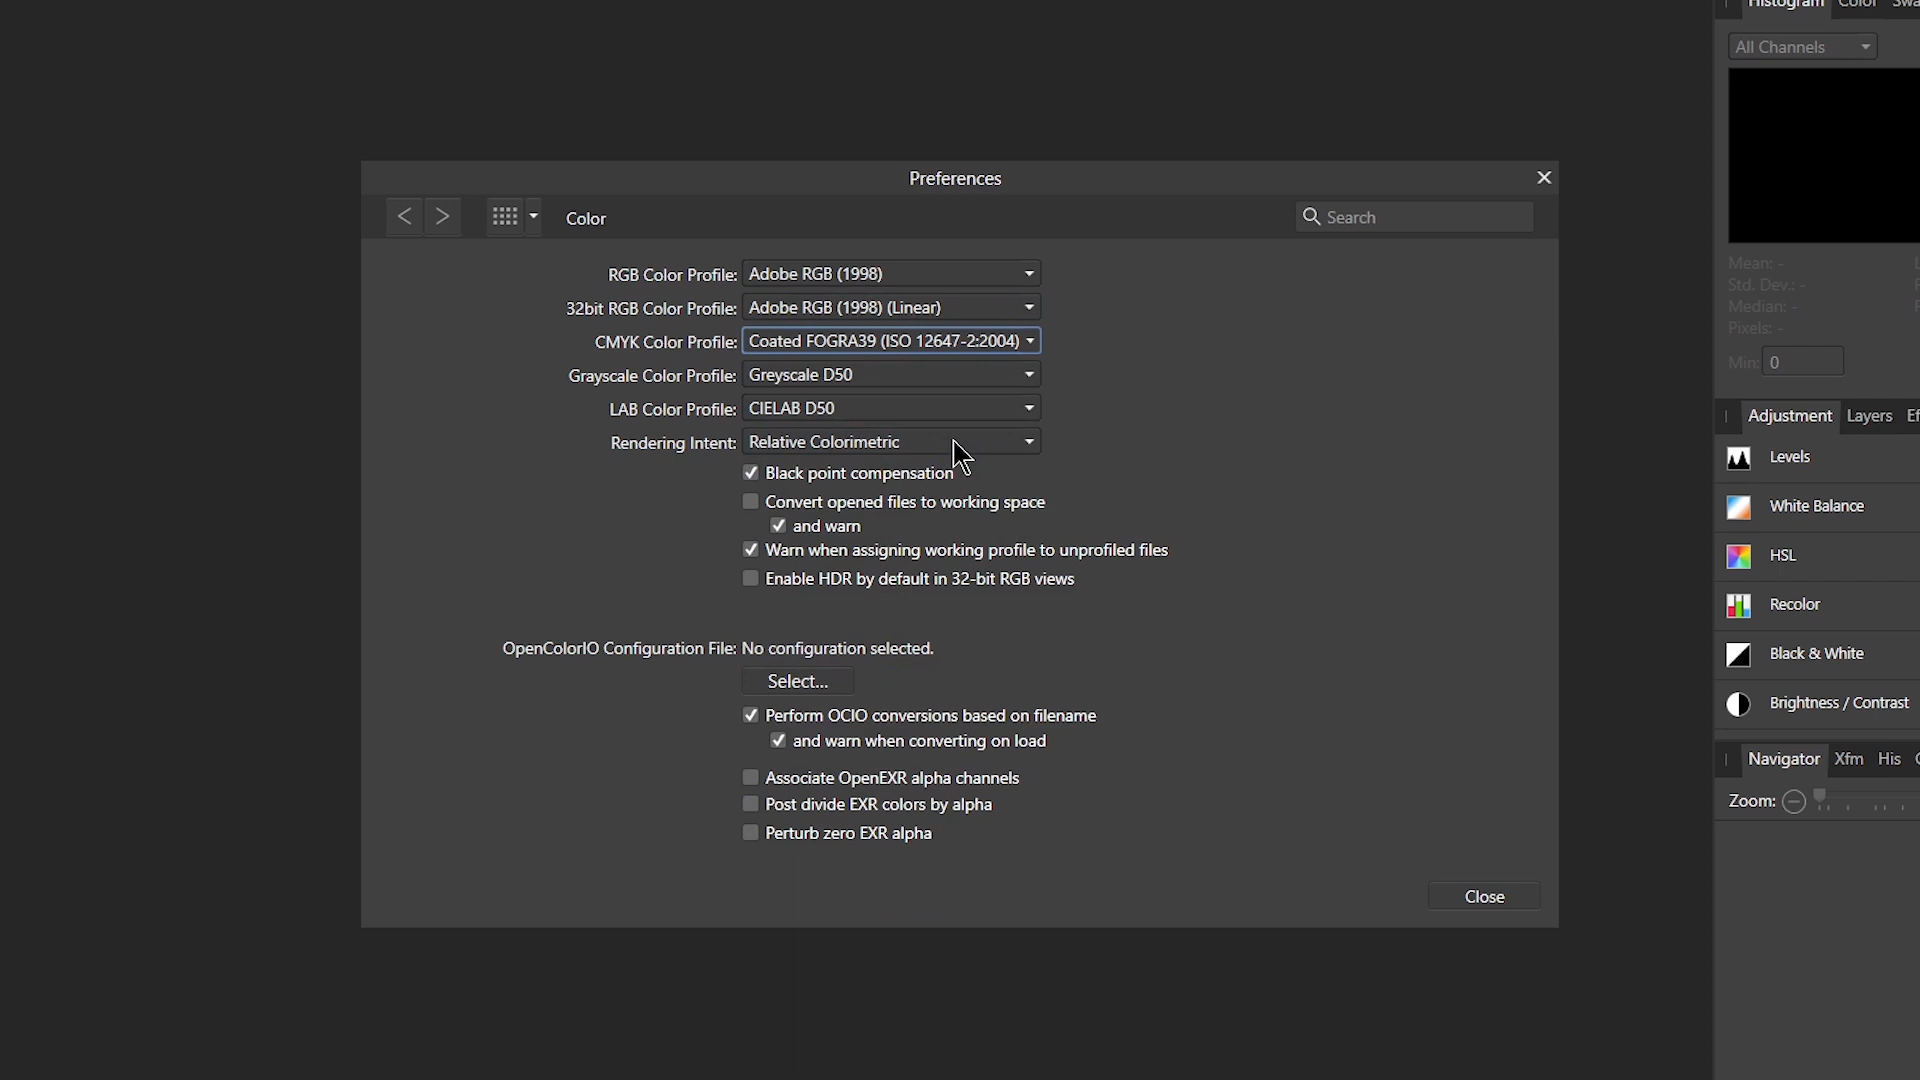 Histogram Color
All Channels
Preferences
Color
Search
Mean: -
Std. Dev.: -
Median: -
Pixels: -
Min: 0
RGB Color Profile: Adobe RGB (1998)
32bit RGB Color Profile: Adobe RGB (1998) (Linear)
CMYK Color Profile: Coated FOGRA39 (ISO 12647-2:2004)
Grayscale Color Profile: Greyscale D50
LAB Color Profile: CIELAB D50
Rendering Intent: Relative Colorimetric
Black point compensation
Convert opened files to working space
and warn
Warn when assigning working profile to unprofiled files
Enable HDR by default in 32-bit RGB views
OpenColorIO Configuration File: No configuration selected.
Select...
Perform OCIO conversions based on filename
and warn when converting on load
Associate OpenEXR alpha channels
Post divide EXR colors by alpha
Perturb zero EXR alpha
Close
Adjustment Layers
Levels
White Balance
HSL
Recolor
Black & White
Brightness / Contrast
Navigator Xfm His
Zoom: